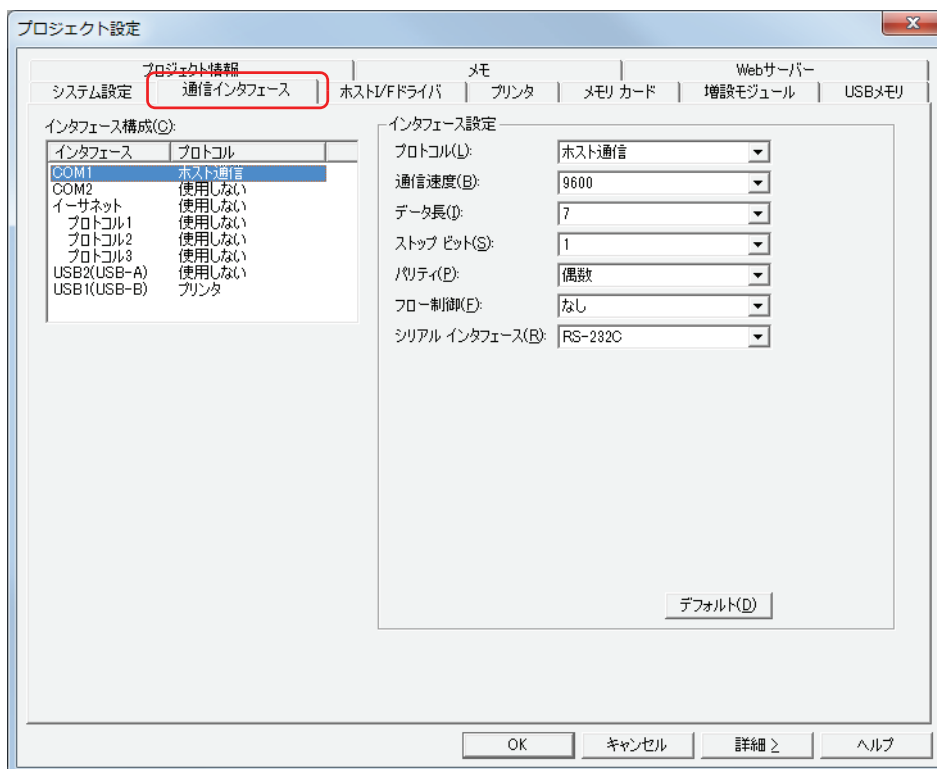 プロジェクト設定
プロジェクト情報 メモ Webサーバー
システム設定 通信インタフェース ホストI/Fドライバ プリンタ メモリ カード 増設モジュール USBメモリ
インタフェース構成(C):
インタフェース プロトコル
COM1 ホスト通信
COM2 使用しない
イーサネット 使用しない
プロトコル1 使用しない
プロトコル2 使用しない
プロトコル3 使用しない
USB2(USB-A) 使用しない
USB1(USB-B) プリンタ
インタフェース設定
プロトコル(L): ホスト通信
通信速度(B): 9600
データ長(I): 7
ストップ ビット(S): 1
パリティ(P): 偶数
フロー制御(F): なし
シリアル インタフェース(R): RS-232C
デフォルト(D)
OK キャンセル 詳細 > ヘルプ